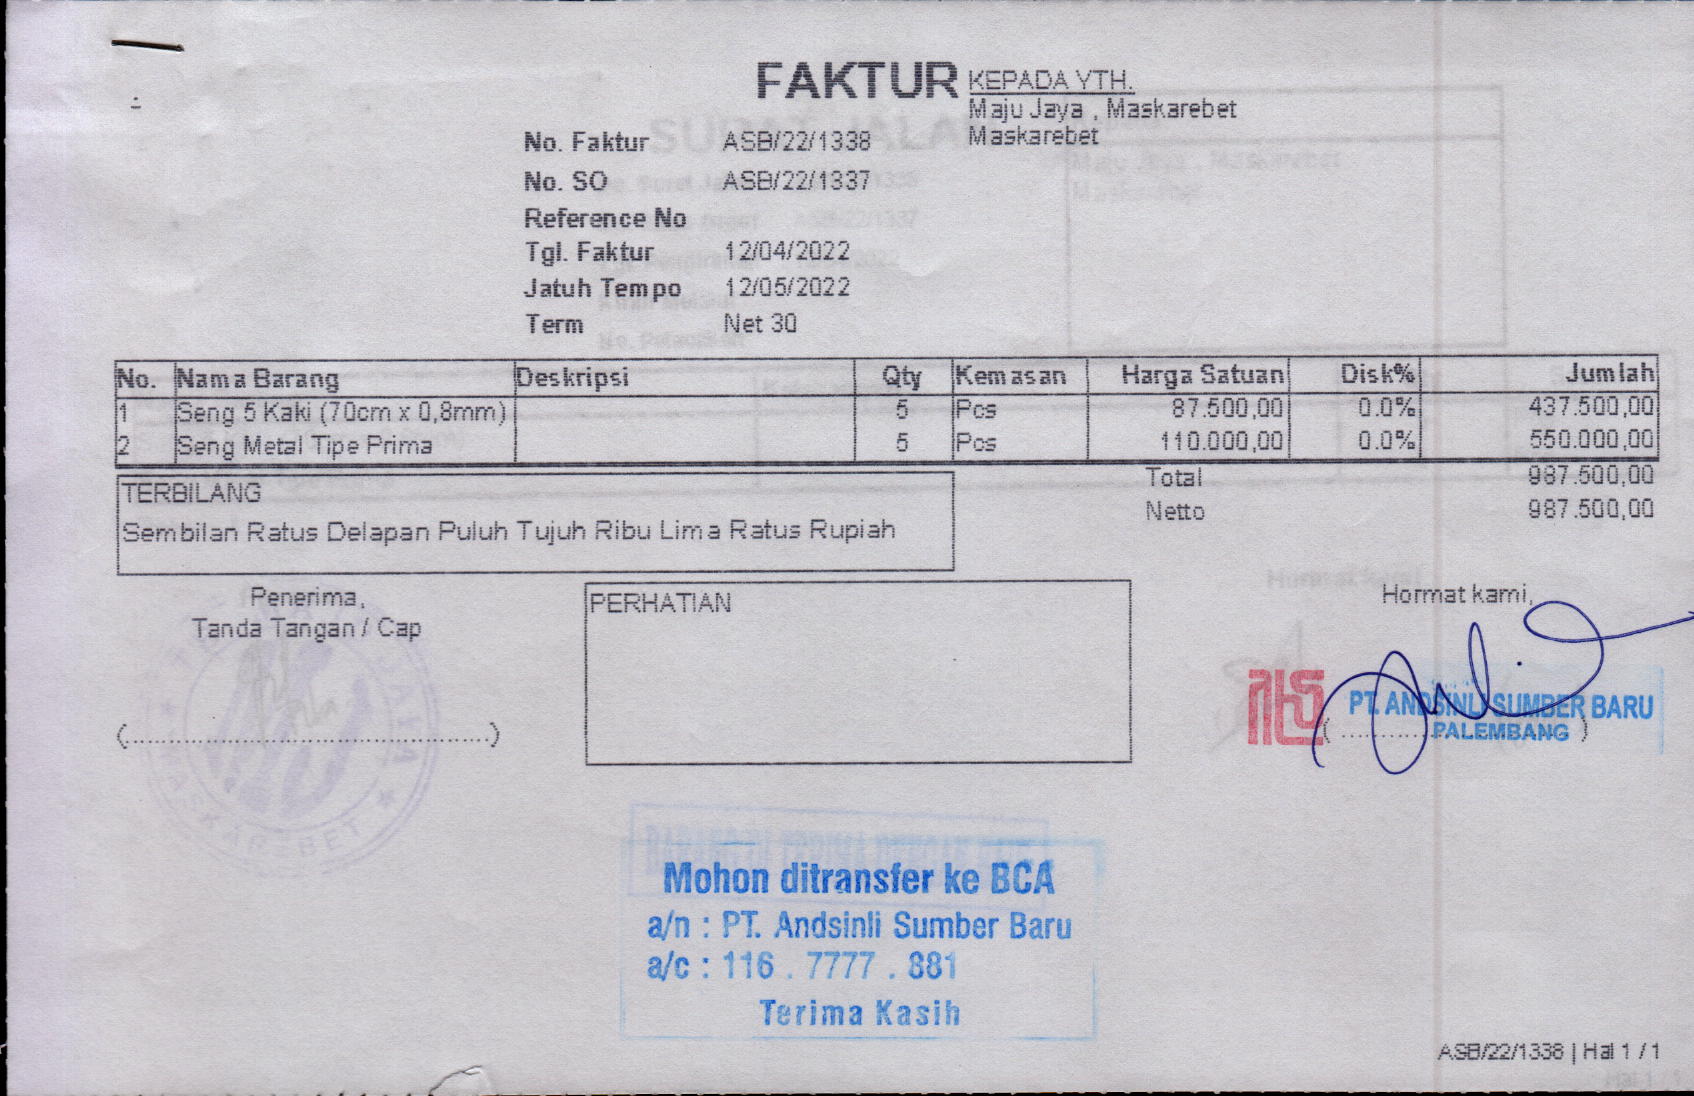 FAKTUR
KEPADA YTH.
Maju Jaya , Maskarebet
Maskarebet
No. Faktur ASB/22/1338
No. SO ASB/22/1337
Reference No
Tgl. Faktur 12/04/2022
Jatuh Tempo 12/05/2022
Term Net 30
No. Nama Barang Deskripsi Qty Kemasan Harga Satuan Disk% Jumlah
1 Seng 5 Kaki (70cm x 0,8mm) 5 Pcs 87.500,00 0.0% 437.500,00
2 Seng Metal Tipe Prima 5 Pcs 110.000,00 0.0% 550.000,00
Total 987.500,00
Netto 987.500,00
TERBILANG
Sembilan Ratus Delapan Puluh Tujuh Ribu Lima Ratus Rupiah
Penerima,
Tanda Tangan / Cap
(..................................................)
PERHATIAN
Hormat kami,
PT. ANDSINLI SUMBER BARU
PALEMBANG
MASKAREBET
Mohon ditransfer ke BCA
a/n : PT. Andsinli Sumber Baru
a/c : 116 . 7777 . 881
Terima Kasih
ASB/22/1338 | Hal 1 / 1